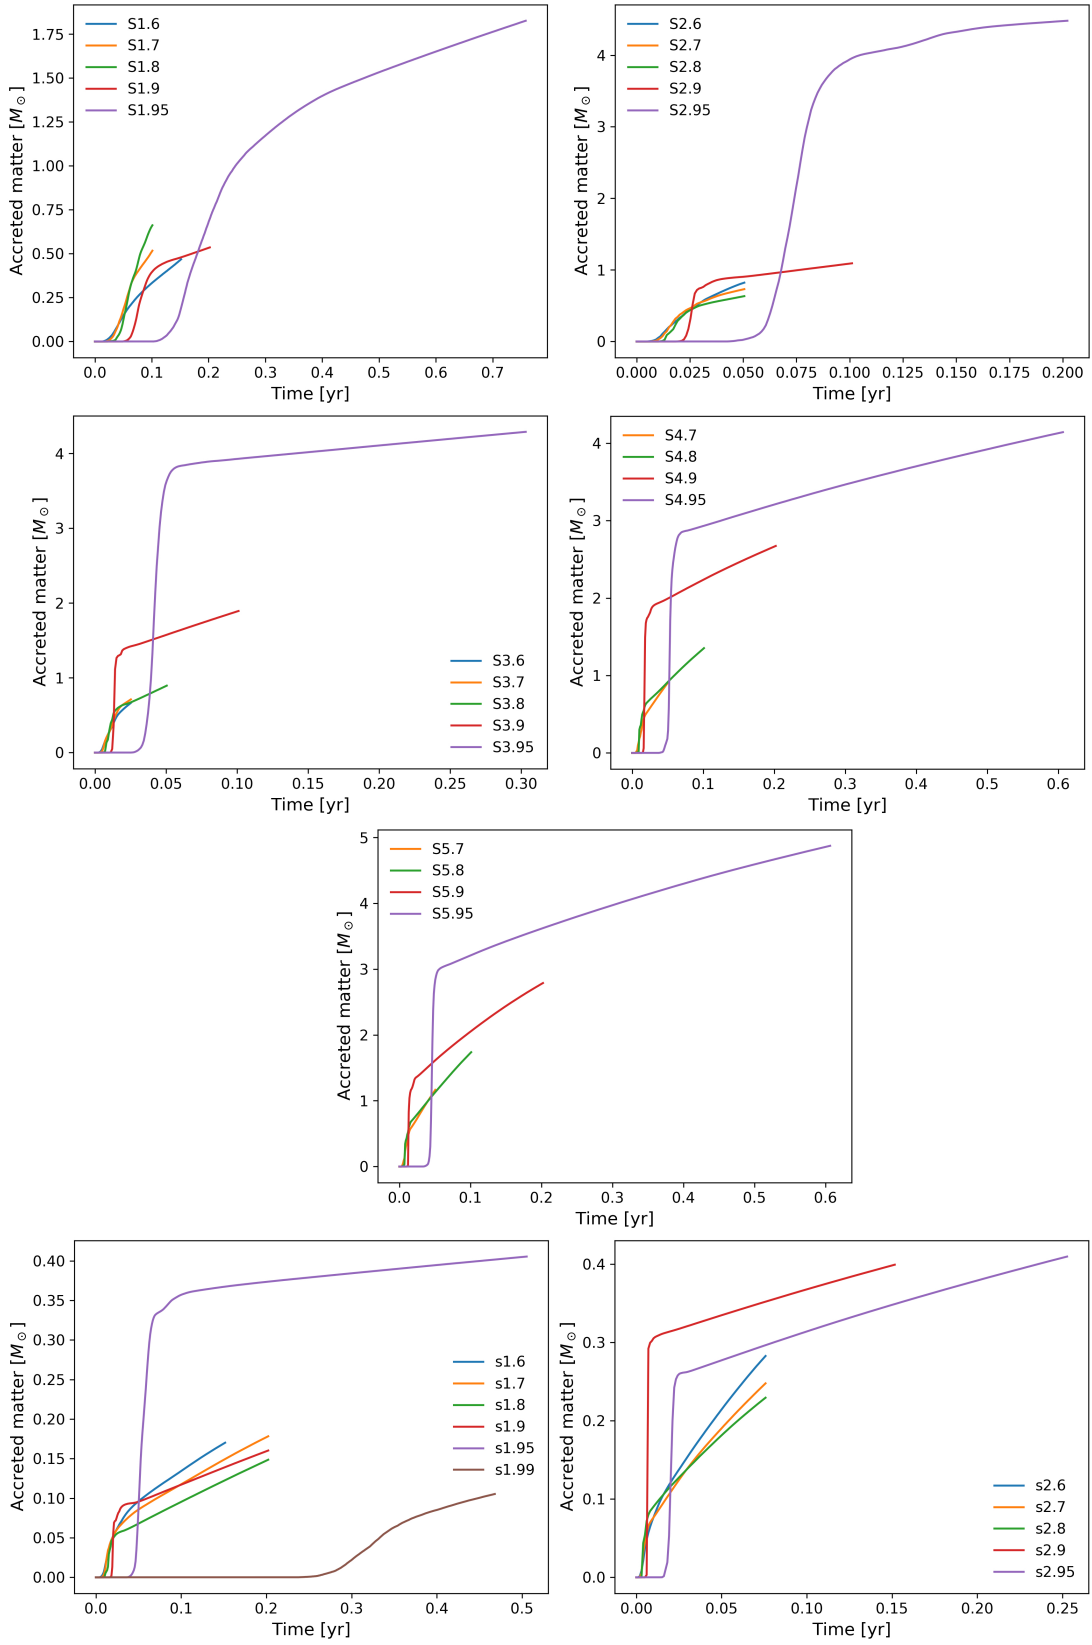 S1.6
S1.7
S1.8
S1.9
S1.95
1.75
1.50
1.25
1.00
0.75
0.50
0.25
0.00
Accreted matter [M⊙]
0.0 0.1 0.2 0.3 0.4 0.5 0.6 0.7
Time [yr]
S2.6
S2.7
S2.8
S2.9
S2.95
4
3
2
1
0
Accreted matter [M⊙]
0.000 0.025 0.050 0.075 0.100 0.125 0.150 0.175 0.200
Time [yr]
4
3
2
1
0
Accreted matter [M⊙]
S3.6
S3.7
S3.8
S3.9
S3.95
0.00 0.05 0.10 0.15 0.20 0.25 0.30
Time [yr]
S4.7
S4.8
S4.9
S4.95
4
3
2
1
0
Accreted matter [M⊙]
0.0 0.1 0.2 0.3 0.4 0.5 0.6
Time [yr]
S5.7
S5.8
S5.9
S5.95
5
4
3
2
1
0
Accreted matter [M⊙]
0.0 0.1 0.2 0.3 0.4 0.5 0.6
Time [yr]
0.40
0.35
0.30
0.25
0.20
0.15
0.10
0.05
0.00
Accreted matter [M⊙]
s1.6
s1.7
s1.8
s1.9
s1.95
s1.99
0.0 0.1 0.2 0.3 0.4 0.5
Time [yr]
0.4
0.3
0.2
0.1
0.0
Accreted matter [M⊙]
s2.6
s2.7
s2.8
s2.9
s2.95
0.00 0.05 0.10 0.15 0.20 0.25
Time [yr]